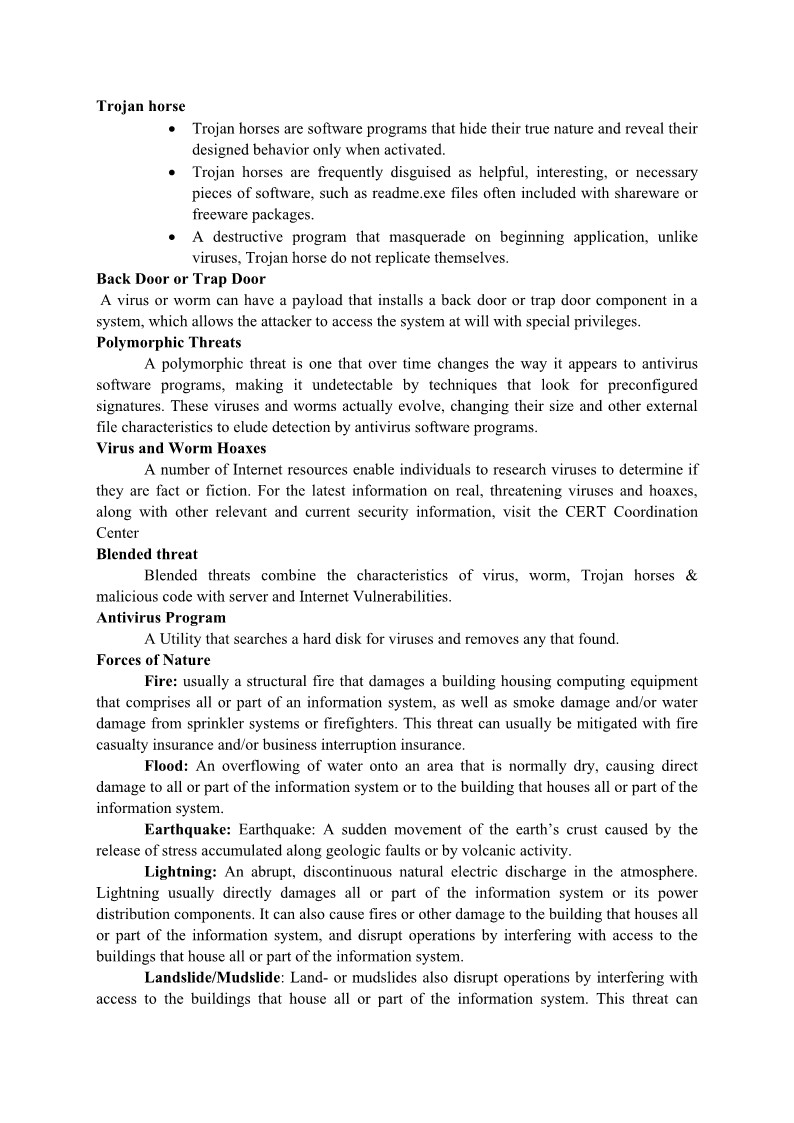 Trojan horse
• Trojan horses are software programs that hide their true nature and reveal their
designed behavior only when activated.
• Trojan horses are frequently disguised as helpful, interesting, or necessary
pieces of software, such as readme.exe files often included with shareware or
freeware packages.
• A destructive program that masquerade on beginning application, unlike
viruses, Trojan horse do not replicate themselves.
Back Door or Trap Door
A virus or worm can have a payload that installs a back door or trap door component in a
system, which allows the attacker to access the system at will with special privileges.
Polymorphic Threats
A polymorphic threat is one that over time changes the way it appears to antivirus
software programs, making it undetectable by techniques that look for preconfigured
signatures. These viruses and worms actually evolve, changing their size and other external
file characteristics to elude detection by antivirus software programs.
Virus and Worm Hoaxes
A number of Internet resources enable individuals to research viruses to determine if
they are fact or fiction. For the latest information on real, threatening viruses and hoaxes,
along with other relevant and current security information, visit the CERT Coordination
Center
Blended threat
Blended threats combine the characteristics of virus, worm, Trojan horses &
malicious code with server and Internet Vulnerabilities.
Antivirus Program
A Utility that searches a hard disk for viruses and removes any that found.
Forces of Nature
Fire: usually a structural fire that damages a building housing computing equipment
that comprises all or part of an information system, as well as smoke damage and/or water
damage from sprinkler systems or firefighters. This threat can usually be mitigated with fire
casualty insurance and/or business interruption insurance.
Flood: An overflowing of water onto an area that is normally dry, causing direct
damage to all or part of the information system or to the building that houses all or part of the
information system.
Earthquake: Earthquake: A sudden movement of the earth’s crust caused by the
release of stress accumulated along geologic faults or by volcanic activity.
Lightning: An abrupt, discontinuous natural electric discharge in the atmosphere.
Lightning usually directly damages all or part of the information system or its power
distribution components. It can also cause fires or other damage to the building that houses all
or part of the information system, and disrupt operations by interfering with access to the
buildings that house all or part of the information system.
Landslide/Mudslide: Land- or mudslides also disrupt operations by interfering with
access to the buildings that house all or part of the information system. This threat can